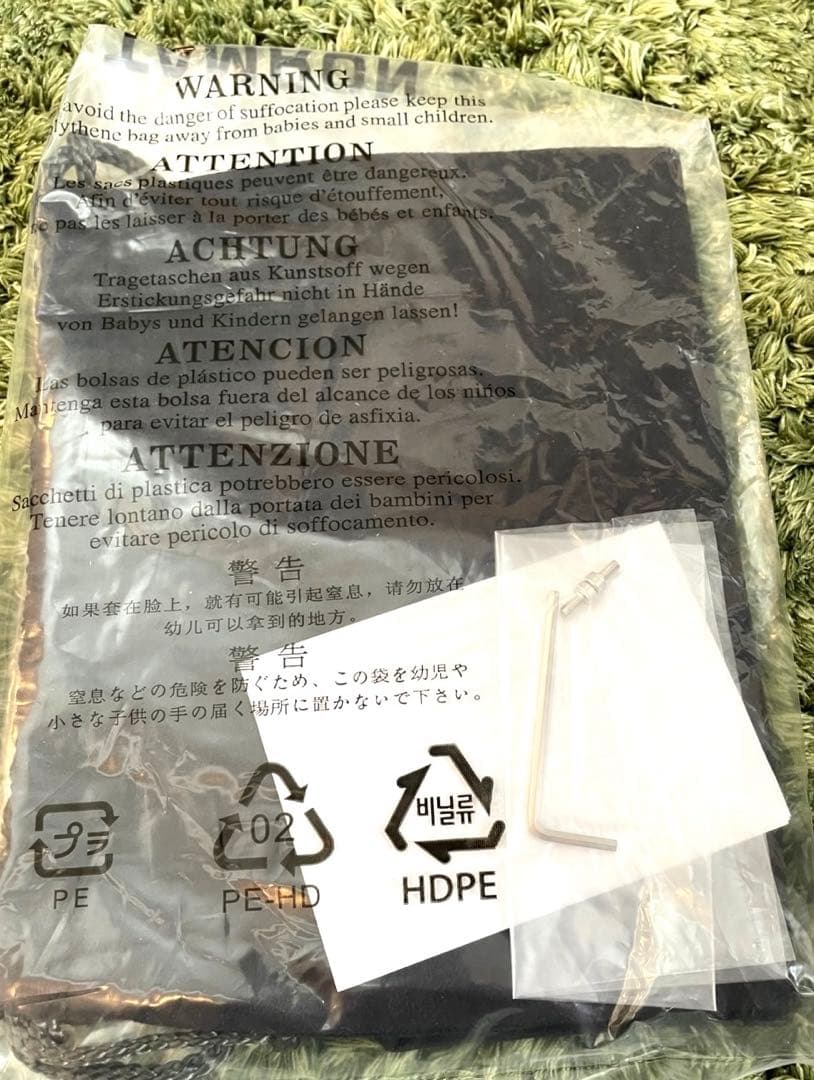 TAMRON
WARNING
avoid the danger of suffocation please keep this
lythene bag away from babies and small children.
ATTENTION
Les sacs plastiques peuvent être dangereux.
Afin d'éviter tout risque d'étouffement,
ne pas les laisser à la porter des bébés et enfants.
ACHTUNG
Tragetaschen aus Kunstsoff wegen
Erstickungsgefahr nicht in Hände
von Babys und Kindern gelangen lassen!
ATENCION
Las bolsas de plástico pueden ser peligrosas.
Mantenga esta bolsa fuera del alcance de los niños
para evitar el peligro de asfixia.
ATTENZIONE
Sacchetti di plastica potrebbero essere pericolosi.
Tenere lontano dalla portata dei bambini per
evitare pericolo di soffocamento.
警告
如果套在脸上，就有可能引起窒息，请勿放在
幼儿可以拿到的地方。
警告
窒息などの危険を防ぐため、この袋を幼児や
小さな子供の手の届く場所に置かないで下さい。
プラ
PE
02
PE-HD
비닐류
HDPE